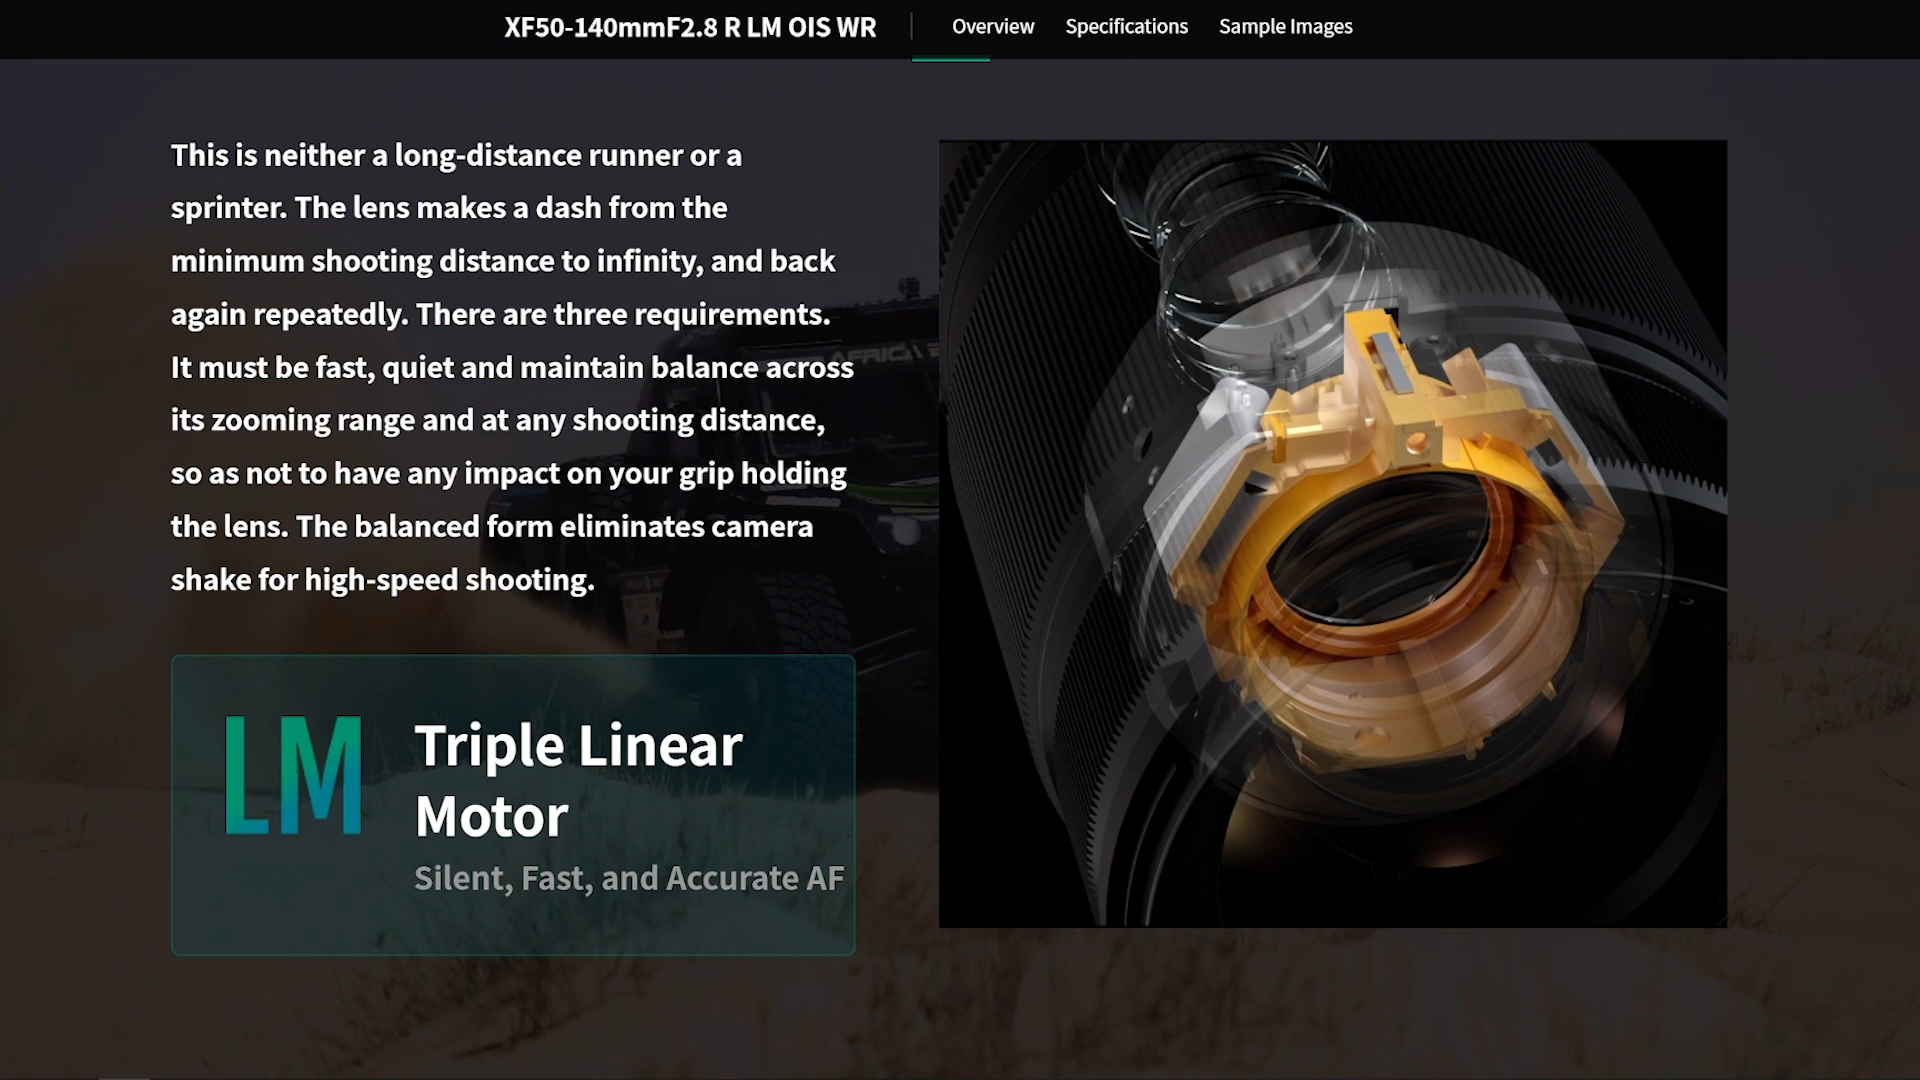 XF50-140mmF2.8 R LM OIS WR
Overview
Specifications
Sample Images
This is neither a long-distance runner or a
sprinter. The lens makes a dash from the
minimum shooting distance to infinity, and back
again repeatedly. There are three requirements.
It must be fast, quiet and maintain balance across
its zooming range and at any shooting distance,
so as not to have any impact on your grip holding
the lens. The balanced form eliminates camera
shake for high-speed shooting.
AFRICA
LM
Triple Linear
Motor
Silent, Fast, and Accurate AF